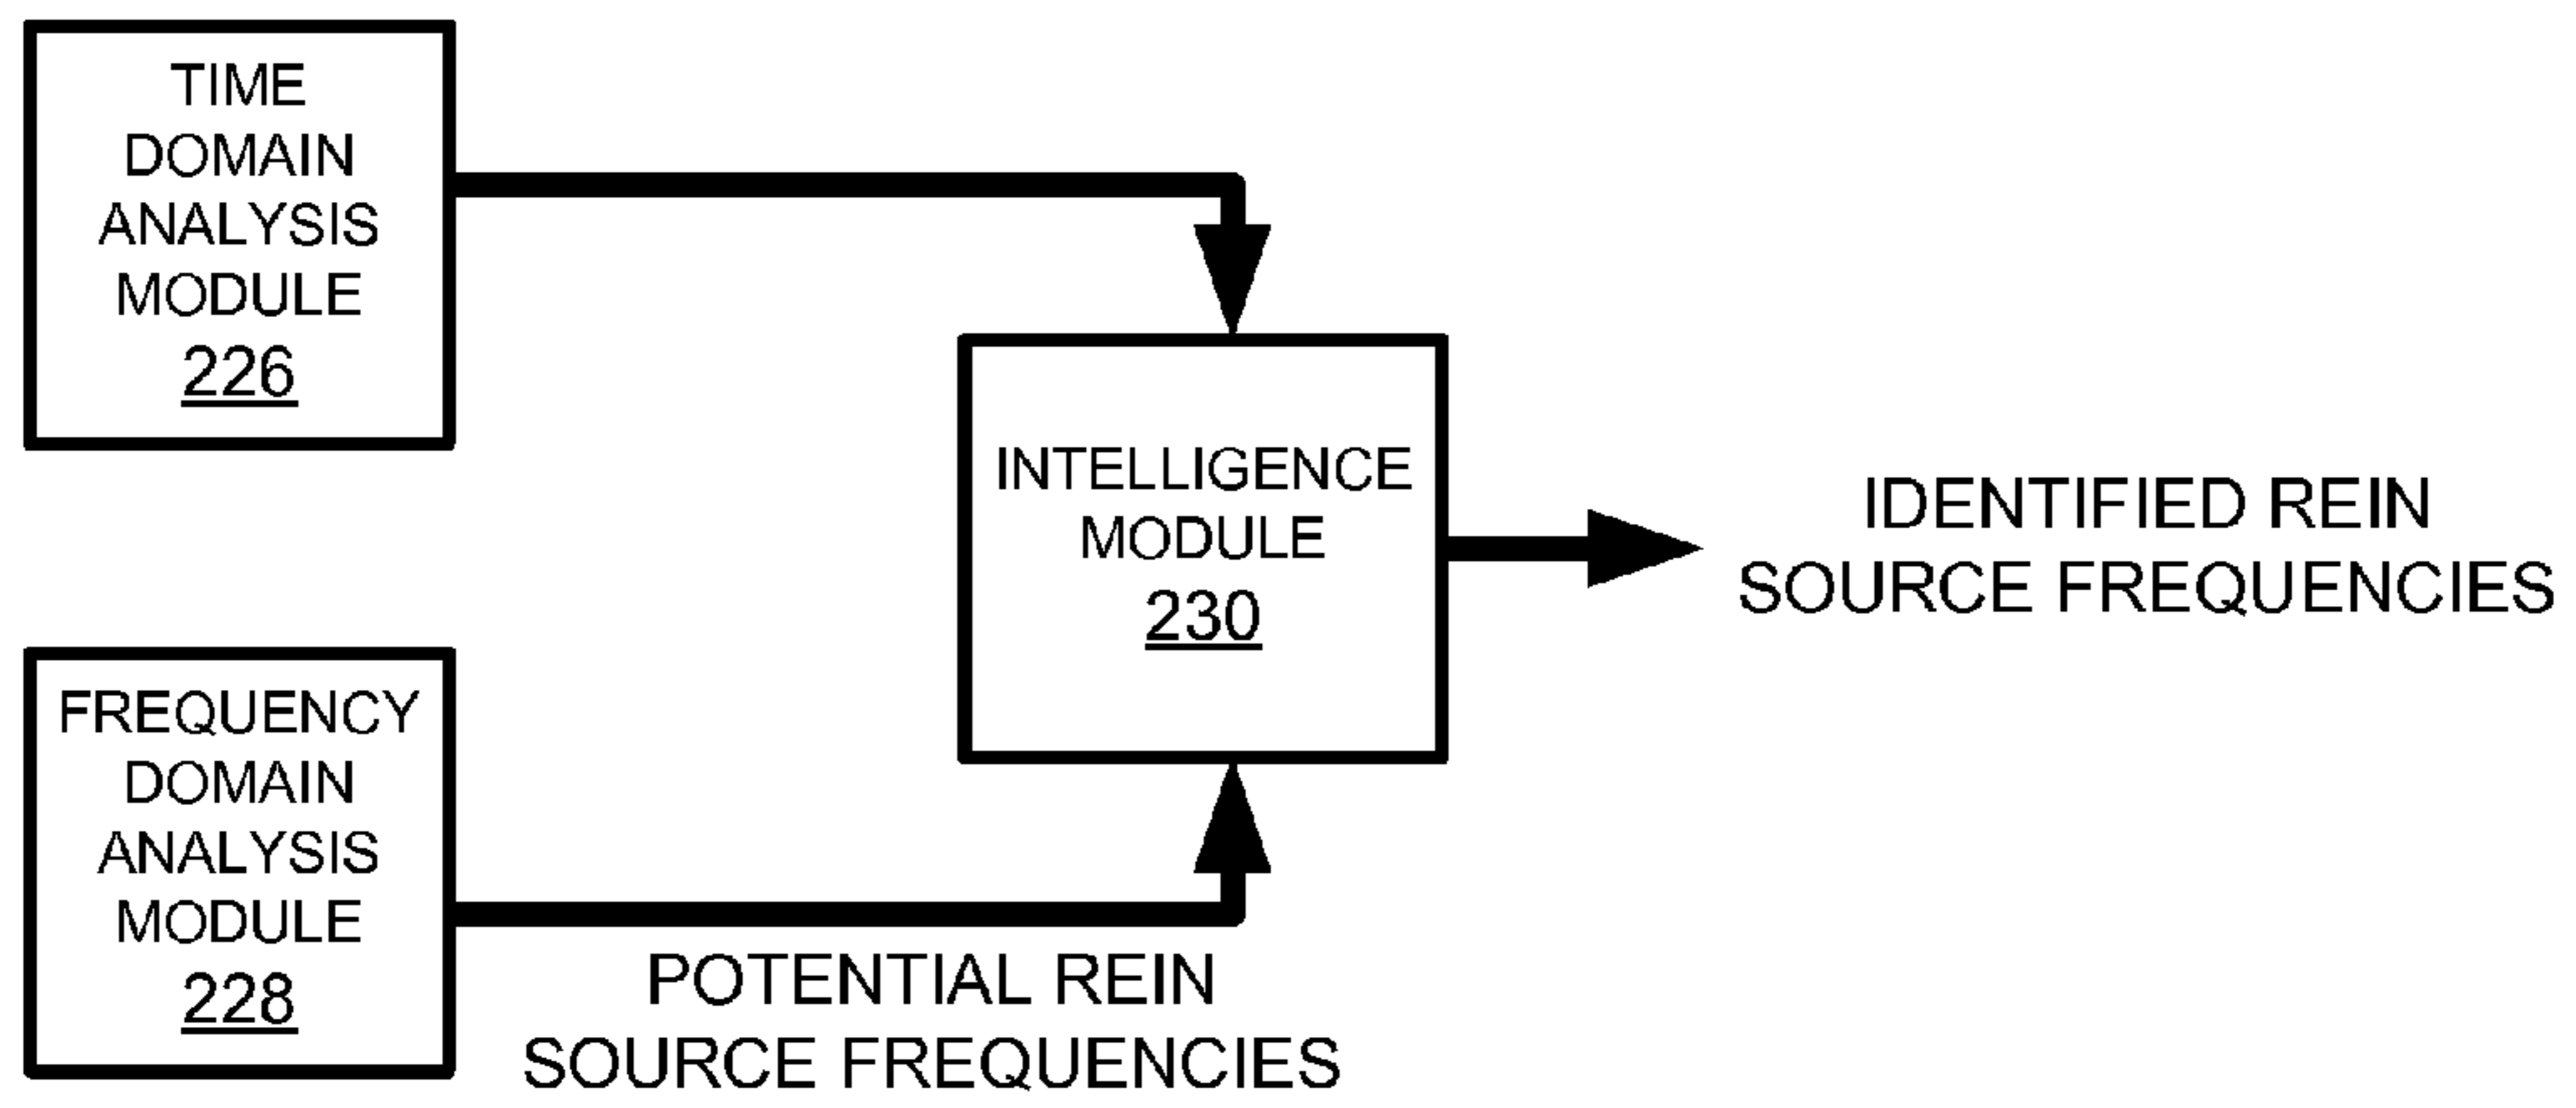 TIME
DOMAIN
ANALYSIS
MODULE
226
INTELLIGENCE
MODULE
230
IDENTIFIED REIN
SOURCE FREQUENCIES
FREQUENCY
DOMAIN
ANALYSIS
MODULE
228
POTENTIAL REIN
SOURCE FREQUENCIES